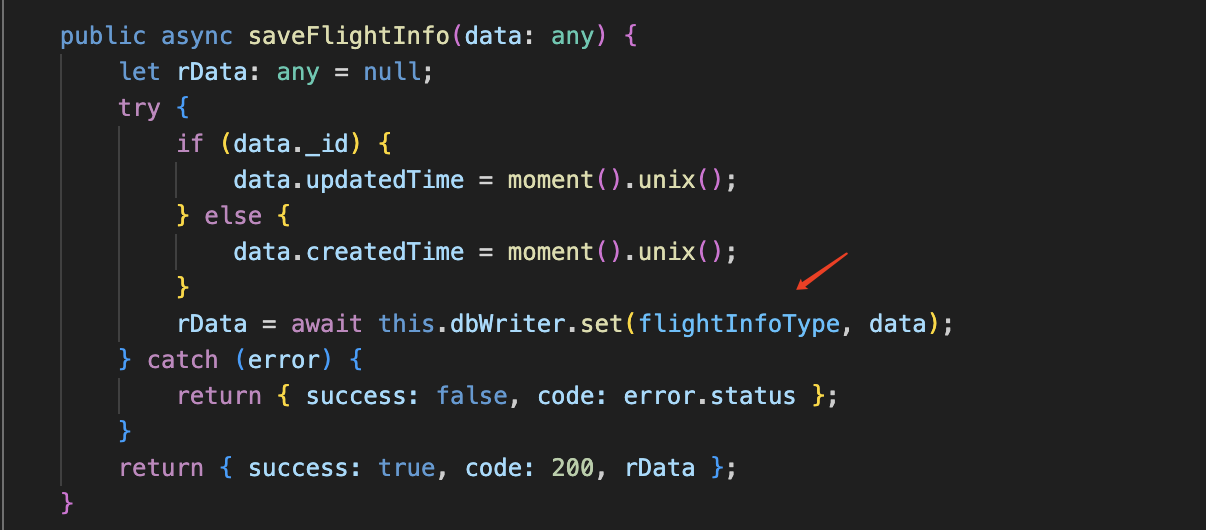 public async saveFlightInfo(data: any) {
let rData: any = null;
try {
if (data._id) {
data.updatedTime = moment().unix();
} else {
data.createdTime = moment().unix();
}
rData = await this.dbWriter.set(flightInfoType, data);
} catch (error) {
return { success: false, code: error.status };
}
return { success: true, code: 200, rData };
}